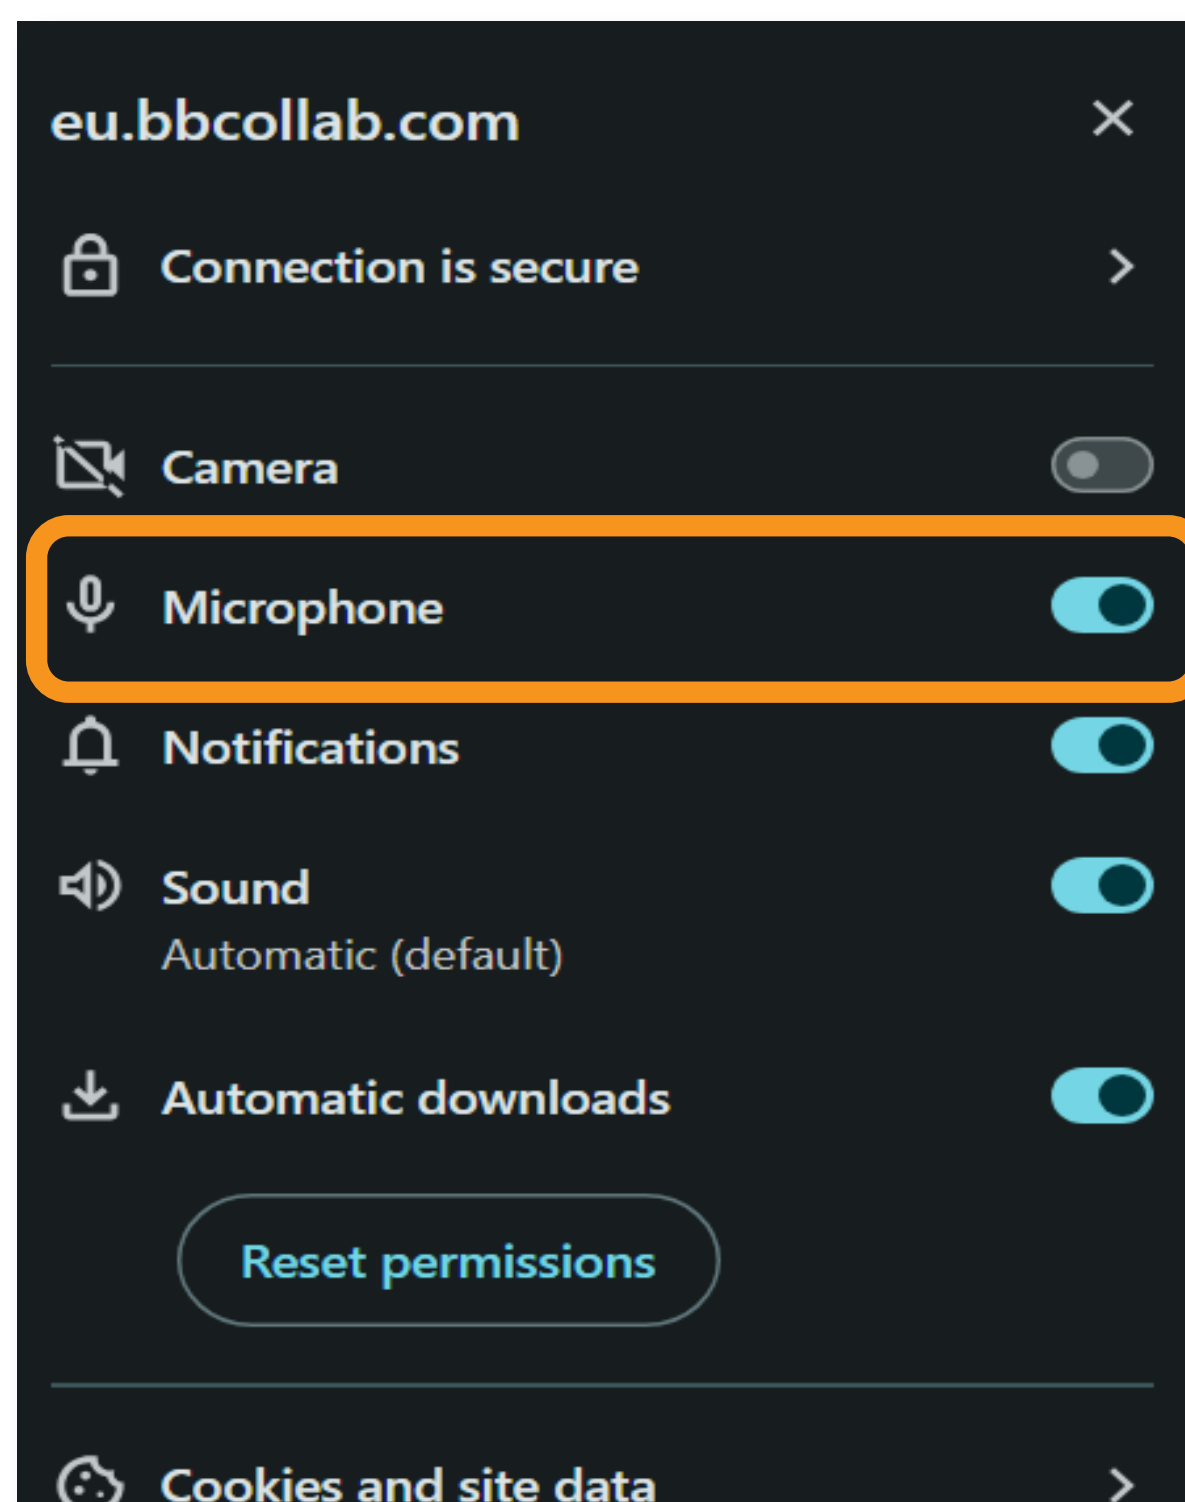 eu.bbcollab.com
Connection is secure
Camera
Microphone
Notifications
Sound
Automatic (default)
Automatic downloads
Reset permissions
Cookies and site data